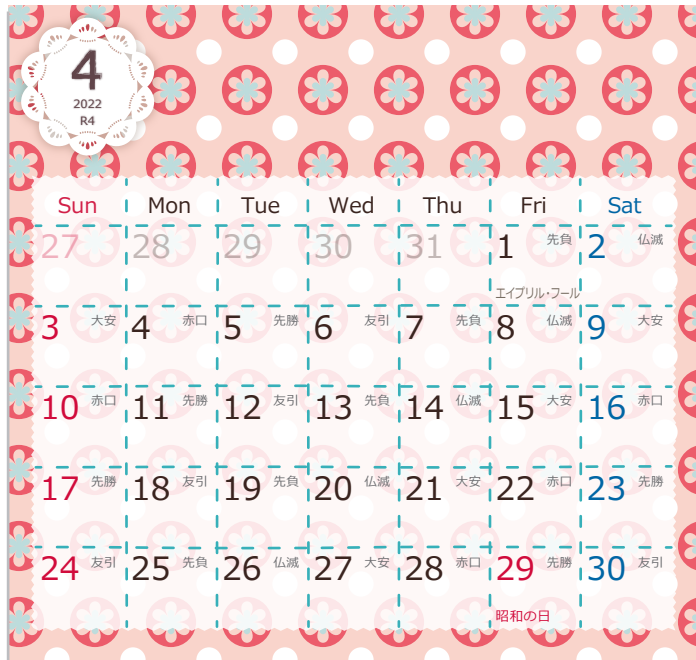 4
2022
R4
Sun Mon Tue Wed Thu Fri Sat
27 28 29 30 31 1 先負 2 仏滅
エイプリル・フール
3 大安 4 赤口 5 先勝 6 友引 7 先負 8 仏滅 9 大安
10 赤口 11 先勝 12 友引 13 先負 14 仏滅 15 大安 16 赤口
17 先勝 18 友引 19 先負 20 仏滅 21 大安 22 赤口 23 先勝
24 友引 25 先負 26 仏滅 27 大安 28 赤口 29 先勝 30 友引
昭和の日